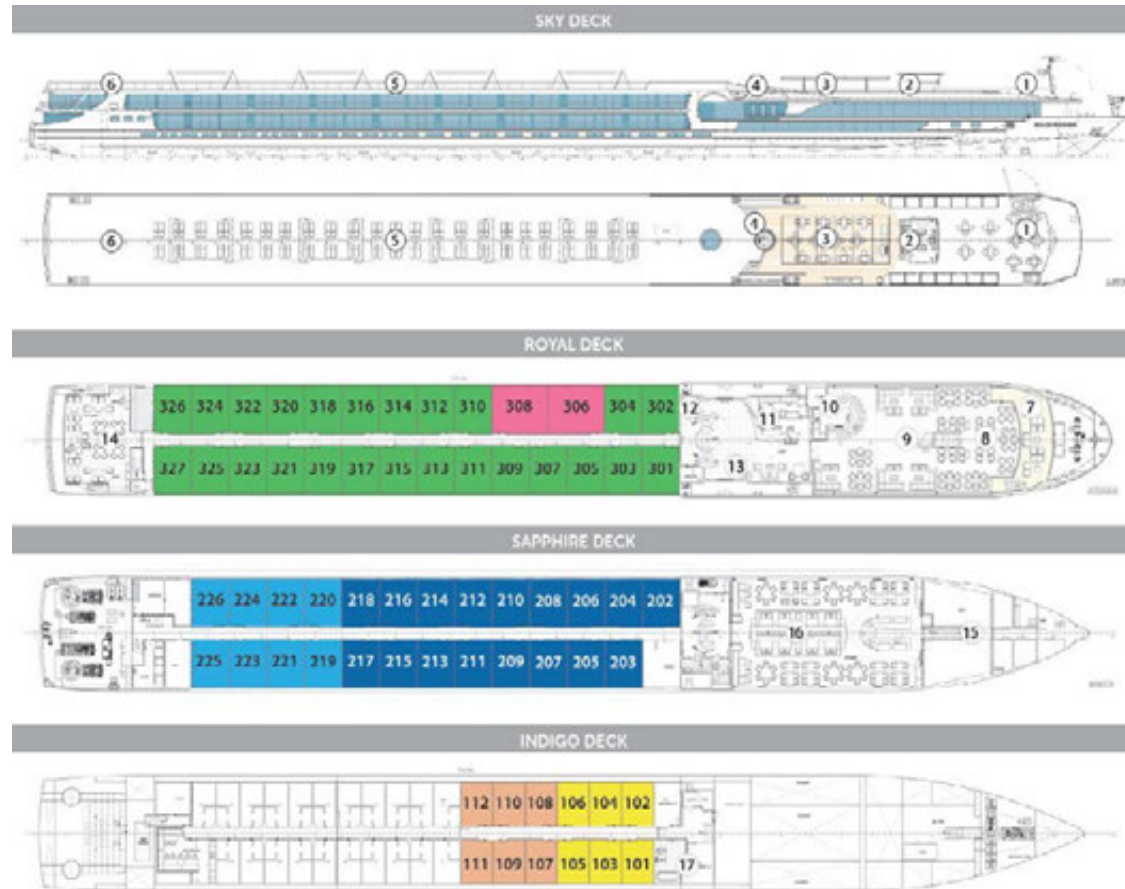 SKY DECK
6 5 4 3 2 1
6 5 4 3 2 1
ROYAL DECK
326 324 322 320 318 316 314 312 310 308 306 304 302 12 11 10 7
14 9 8
13
327 325 323 321 319 317 315 313 311 309 307 305 303 301
SAPPHIRE DECK
226 224 222 220 218 216 214 212 210 208 206 204 202
16 15
225 223 221 219 217 215 213 211 209 207 205 203
INDIGO DECK
112 110 108 106 104 102
111 109 107 105 103 101 17